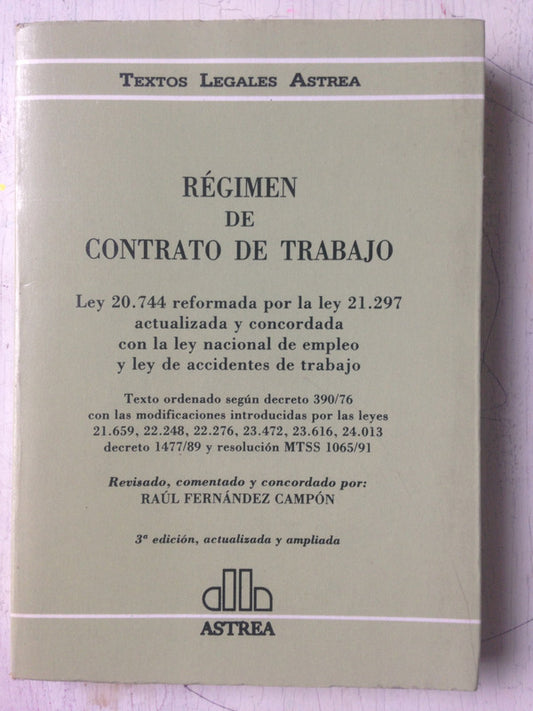 TEXTOS LEGALES ASTREA
RÉGIMEN
DE
CONTRATO DE TRABAJO
Ley 20.744 reformada por la ley 21.297
actualizada y concordada
con la ley nacional de empleo
y ley de accidentes de trabajo
Texto ordenado según decreto 390/76
con las modificaciones introducidas por las leyes
21.659, 22.248, 22.276, 23.472, 23.616, 24.013
decreto 1477/89 y resolución MTSS 1065/91
Revisado, comentado y concordado por:
RAÚL FERNÁNDEZ CAMPÓN
3ª edición, actualizada y ampliada
ASTREA